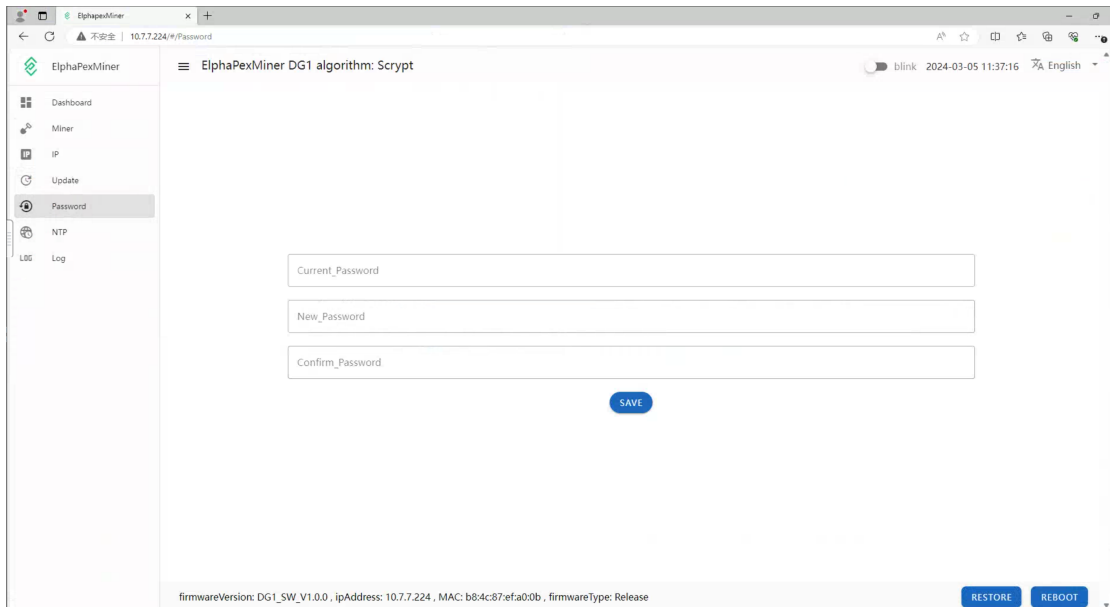 ElphapexMiner
不安全 | 10.7.7.224/#/Password
ElphaPexMiner
ElphaPexMiner DG1 algorithm: Scrypt
blink 2024-03-05 11:37:16 English
Dashboard
Miner
IP IP
Update
Password
NTP
LOG Log
Current_Password
New_Password
Confirm_Password
SAVE
firmwareVersion: DG1_SW_V1.0.0 , ipAddress: 10.7.7.224 , MAC: b8:4c:87:ef:a0:0b , firmwareType: Release
RESTORE REBOOT